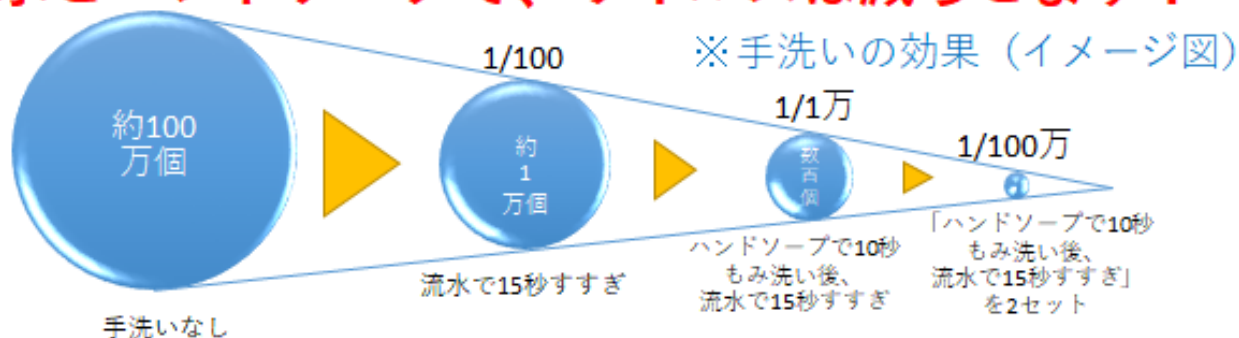 ※手洗いの効果（イメージ図）
約100
万個
手洗いなし
1/100
約
1
万個
流水で15秒すすぎ
1/1万
数
百
個
ハンドソープで10秒
もみ洗い後、
流水で15秒すすぎ
1/100万
「ハンドソープで10秒
もみ洗い後、
流水で15秒すすぎ」
を2セット